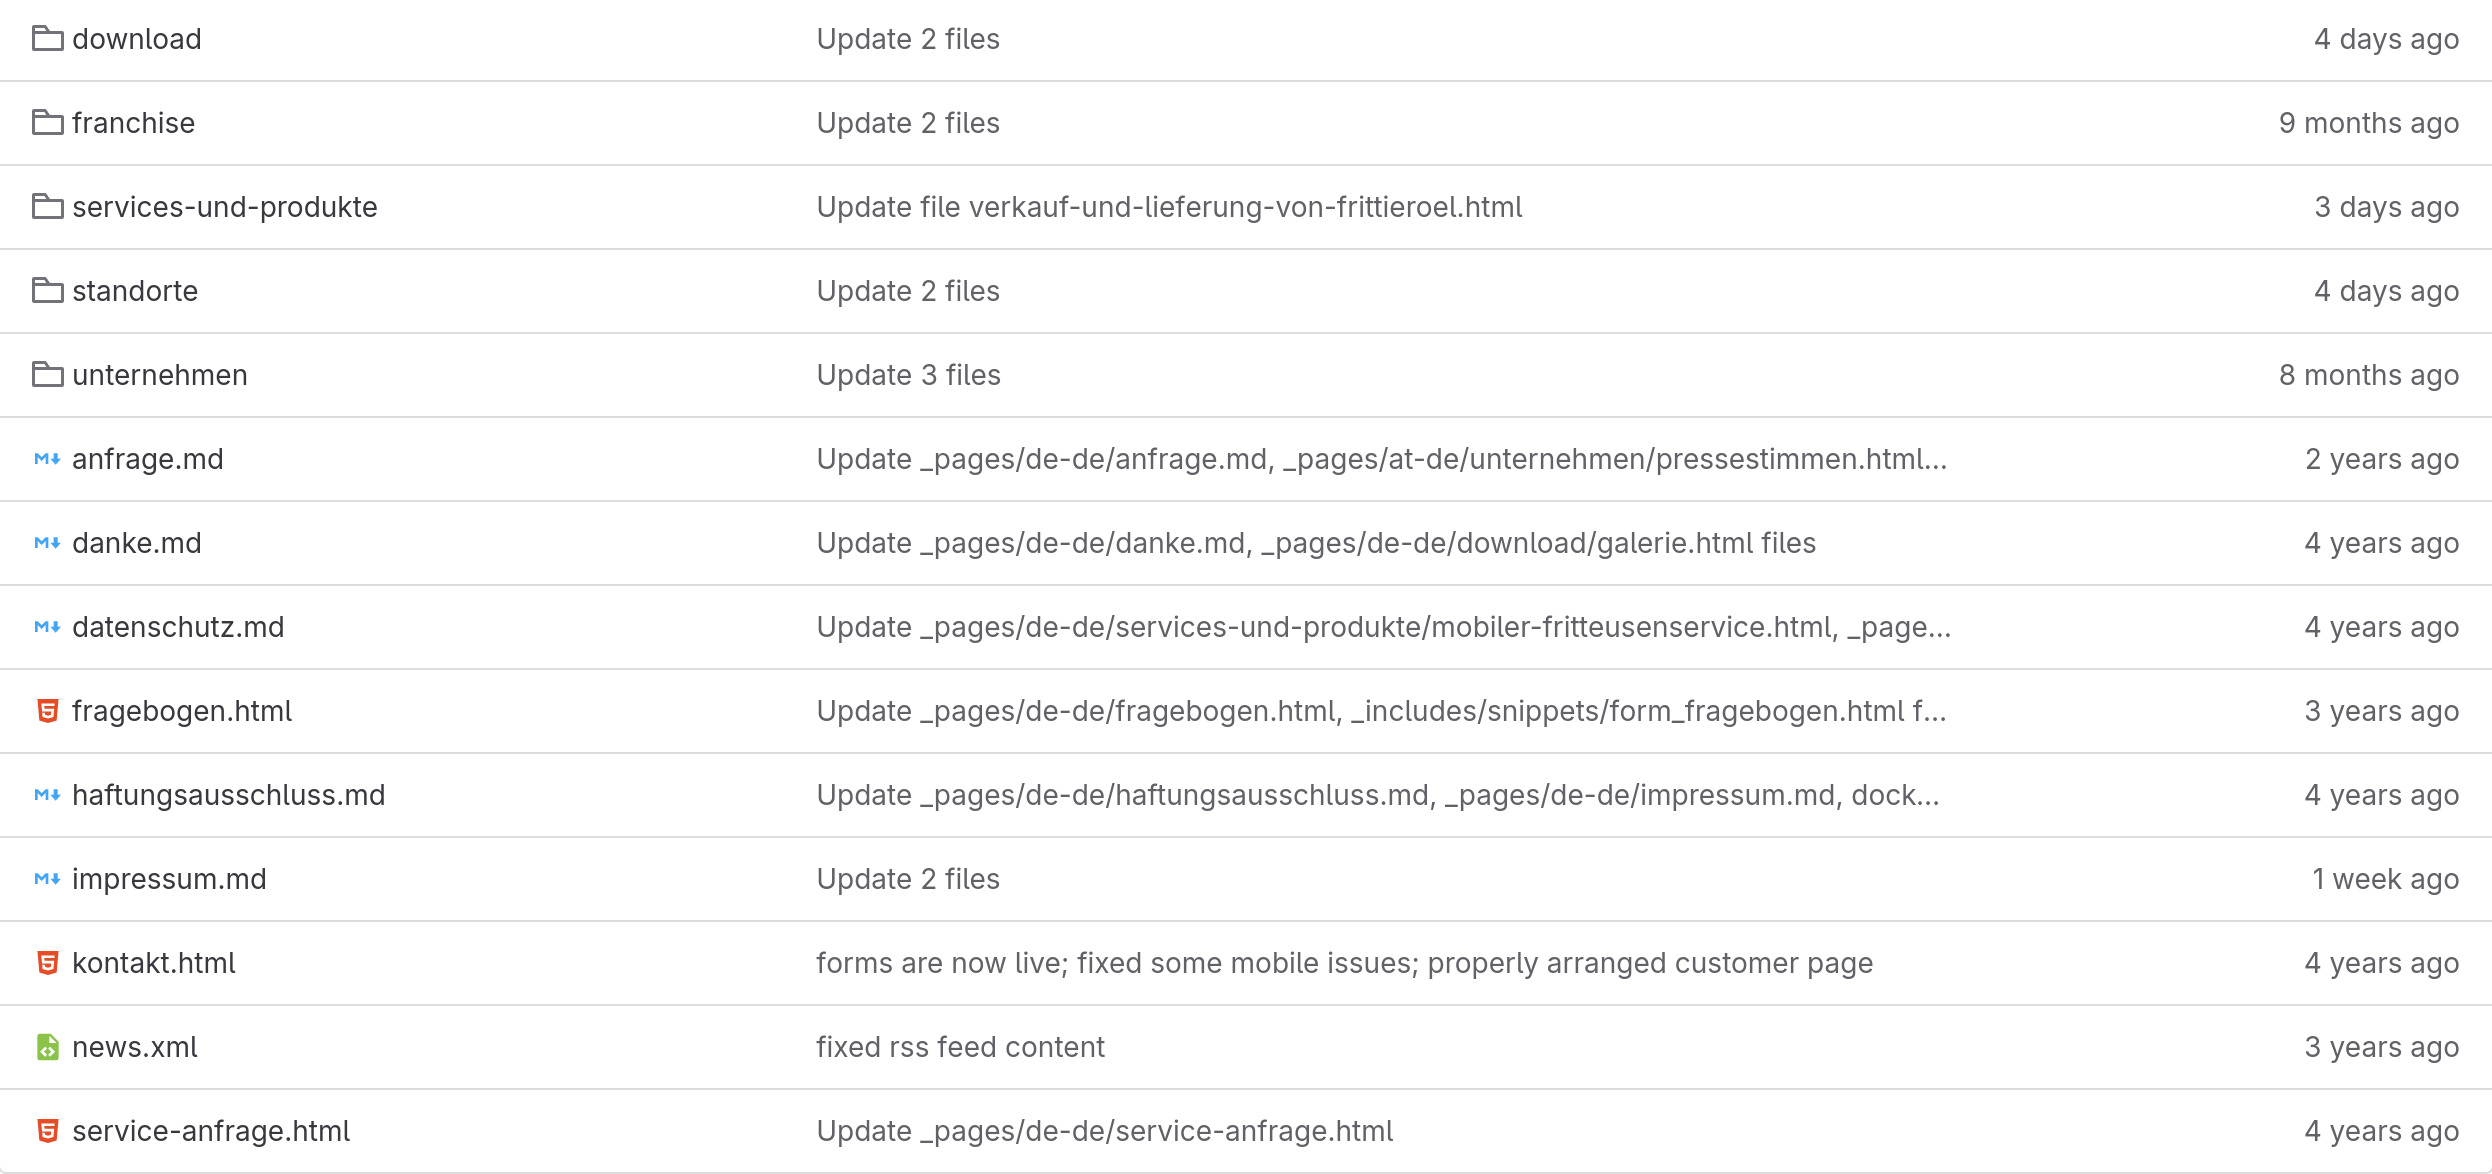 download Update 2 files 4 days ago
franchise Update 2 files 9 months ago
services-und-produkte Update file verkauf-und-lieferung-von-frittieroel.html 3 days ago
standorte Update 2 files 4 days ago
unternehmen Update 3 files 8 months ago
anfrage.md Update _pages/de-de/anfrage.md, _pages/at-de/unternehmen/pressestimmen.html... 2 years ago
danke.md Update _pages/de-de/danke.md, _pages/de-de/download/galerie.html files 4 years ago
datenschutz.md Update _pages/de-de/services-und-produkte/mobiler-fritteusenservice.html, _page... 4 years ago
fragebogen.html Update _pages/de-de/fragebogen.html, _includes/snippets/form_fragebogen.html f... 3 years ago
haftungsausschluss.md Update _pages/de-de/haftungsausschluss.md, _pages/de-de/impressum.md, dock... 4 years ago
impressum.md Update 2 files 1 week ago
kontakt.html forms are now live; fixed some mobile issues; properly arranged customer page 4 years ago
news.xml fixed rss feed content 3 years ago
service-anfrage.html Update _pages/de-de/service-anfrage.html 4 years ago